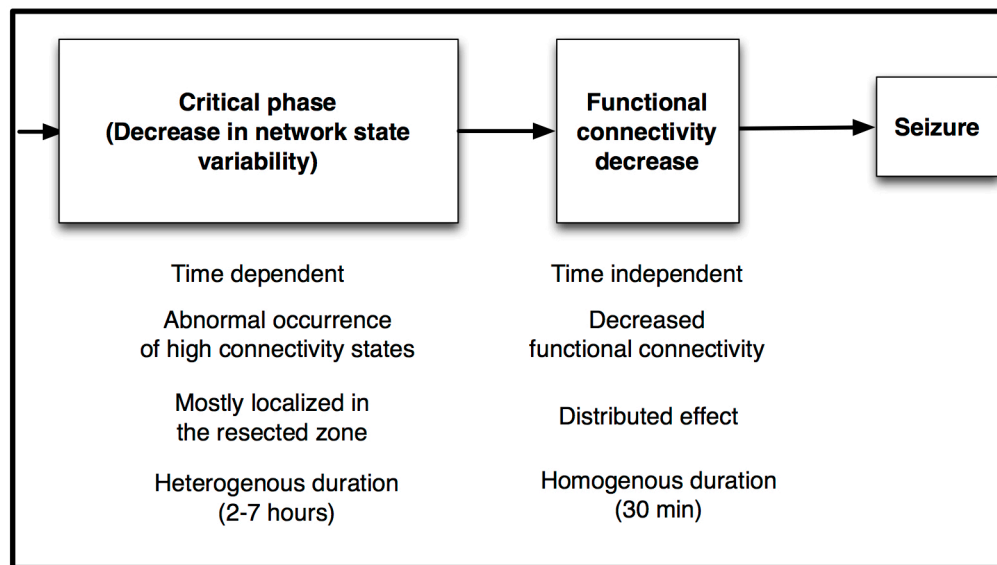 Critical phase
(Decrease in network state
variability)
Functional
connectivity
decrease
Seizure
Time dependent
Abnormal occurrence
of high connectivity states
Mostly localized in
the resected zone
Heterogenous duration
(2-7 hours)
Time independent
Decreased
functional connectivity
Distributed effect
Homogenous duration
(30 min)